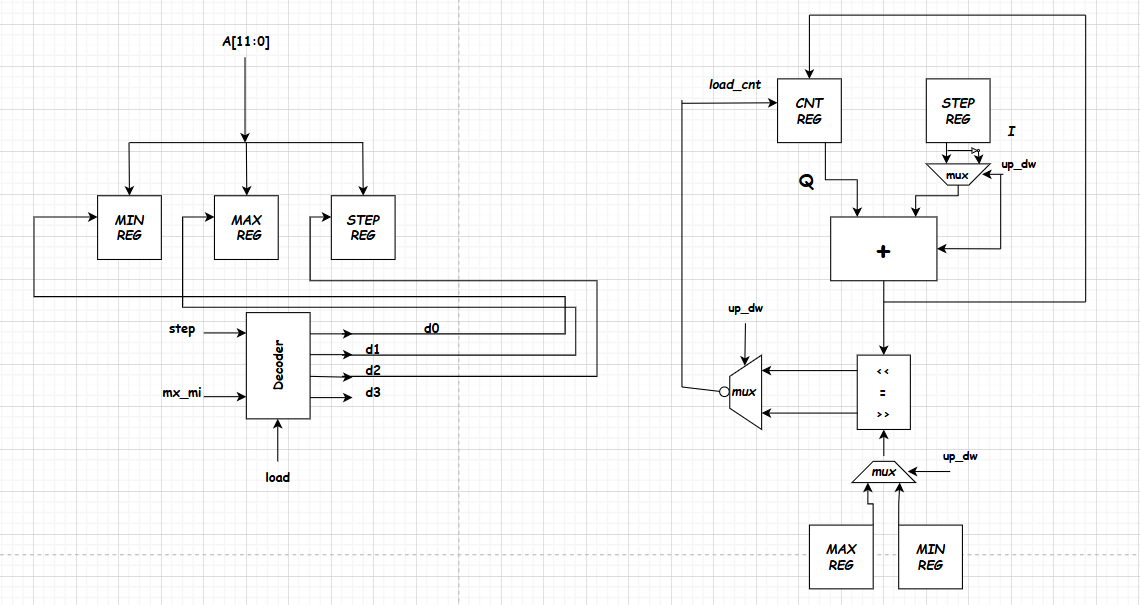 A[11:0]
MIN
REG
MAX
REG
STEP
REG
step
mx_mi
Decoder
load
d0
d1
d2
d3
load_cnt
CNT
REG
STEP
REG
I
mux
up_dw
Q
+
up_dw
mux
<<
=
>>
mux
up_dw
MAX
REG
MIN
REG